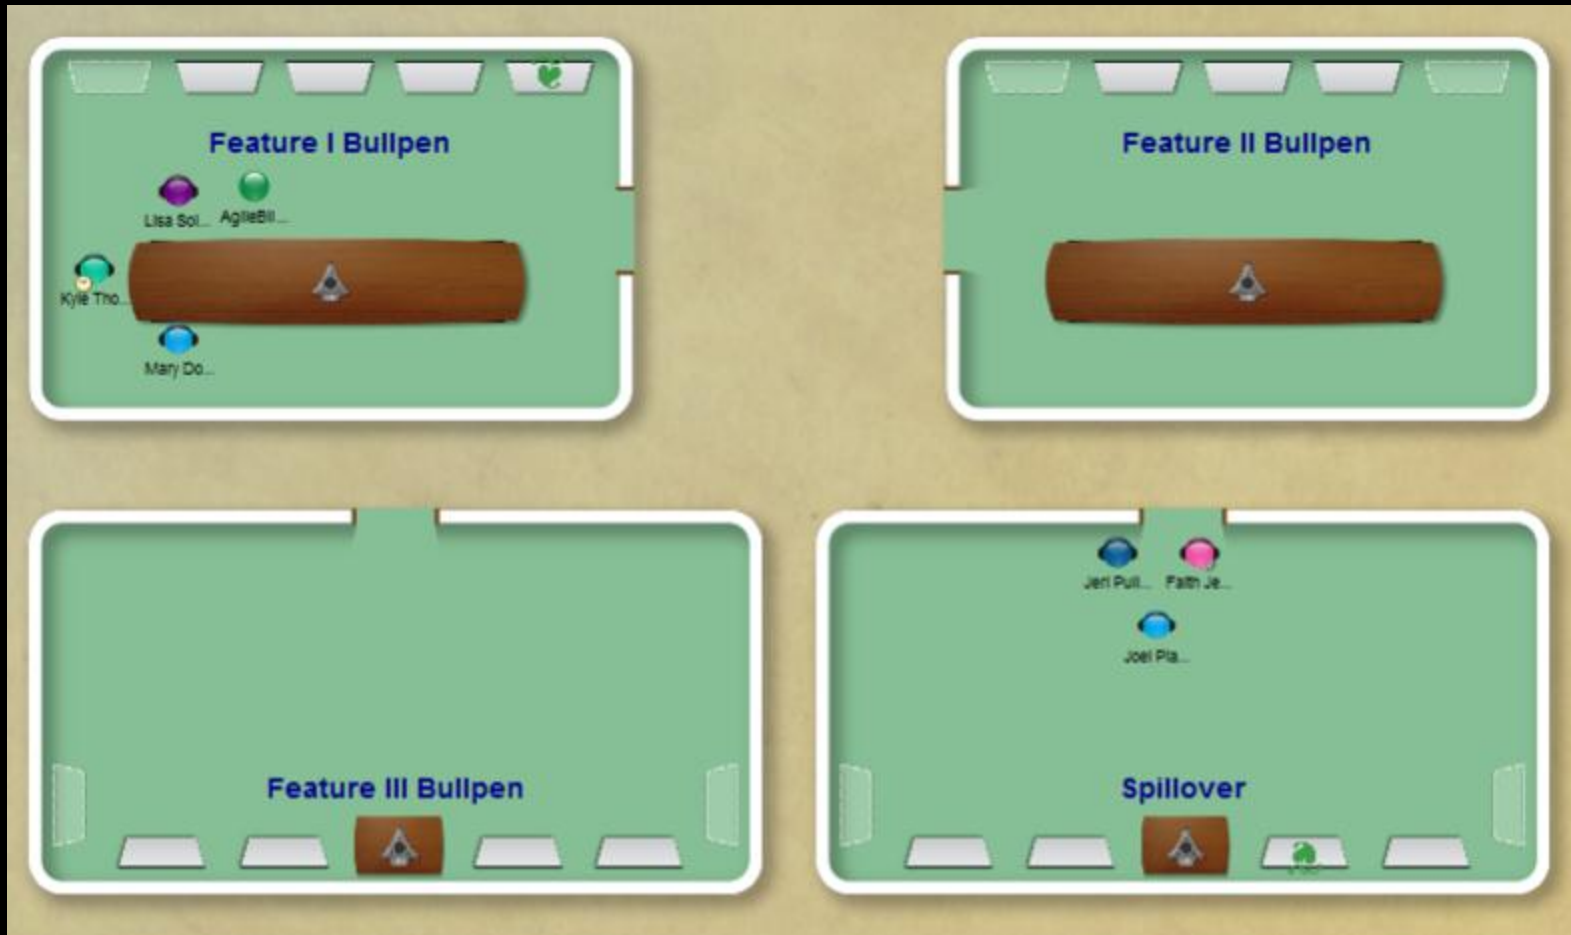 Feature I Bullpen
Feature II Bullpen
Lisa Sol...
AgileBil...
Kyle Tho...
Mary Do...
Jeri Pull...
Faith Je...
Joel Pla...
Feature III Bullpen
Spillover